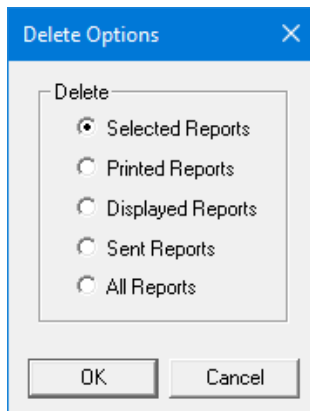 Delete Options
Delete
Selected Reports
Printed Reports
Displayed Reports
Sent Reports
All Reports
OK Cancel